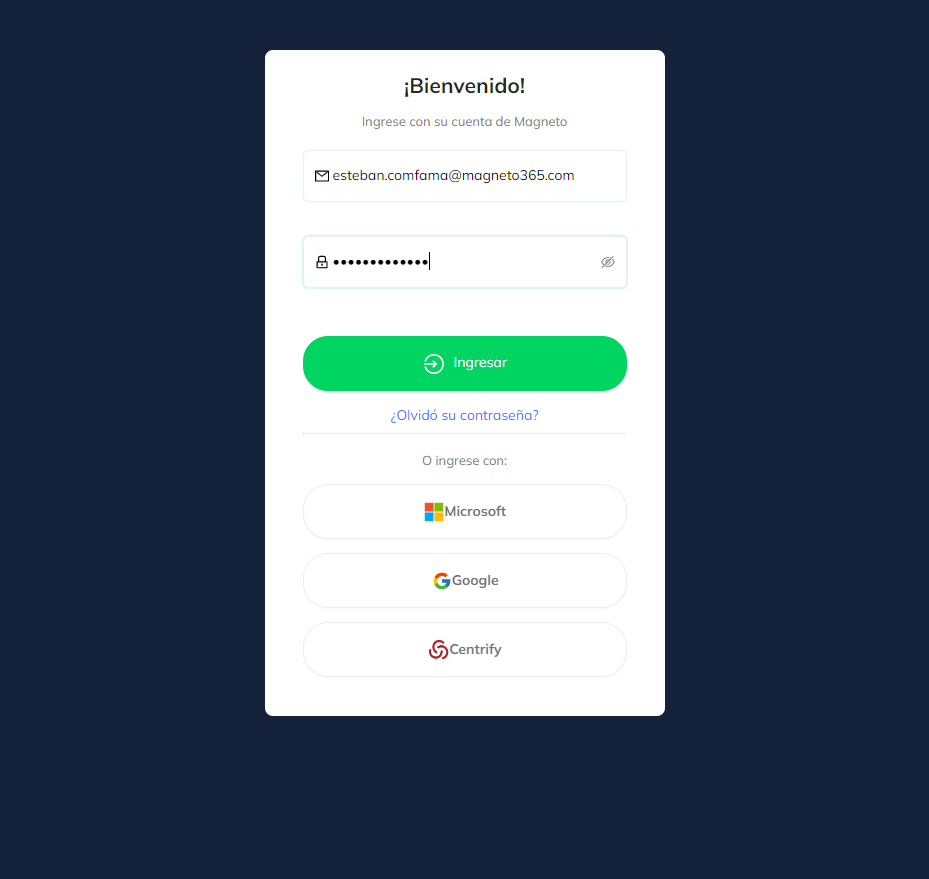 ¡Bienvenido!
Ingrese con su cuenta de Magneto
esteban.comfama@magneto365.com
•••••••••••••
Ingresar
¿Olvidó su contraseña?
O ingrese con:
Microsoft
Google
Centrify